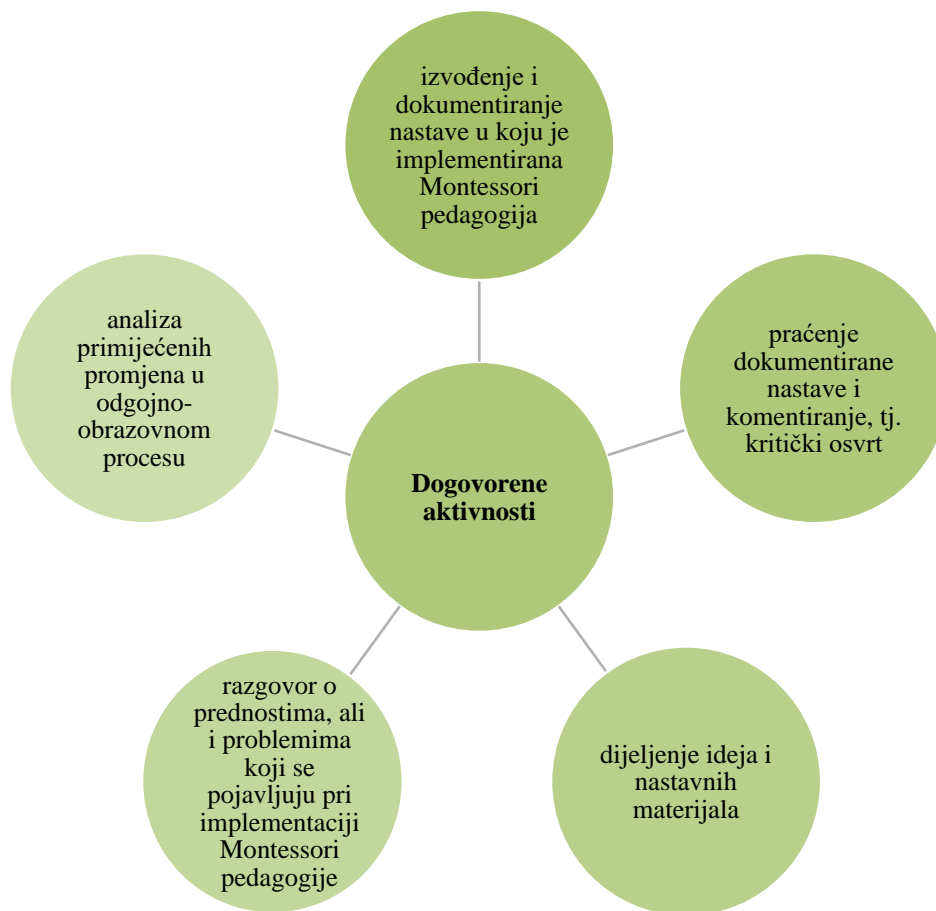 izvođenje i
dokumentiranje
nastave u koju je
implementirana
Montessori
pedagogija
praćenje
dokumentirane
nastave i
komentiranje, tj.
kritički osvrt
dijeljenje ideja i
nastavnih
materijala
razgovor o
prednostima, ali
i problemima
koji se
pojavljuju pri
implementaciji
Montessori
pedagogije
analiza
primijećenih
promjena u
odgojno-
obrazovnom
procesu
Dogovorene
aktivnosti